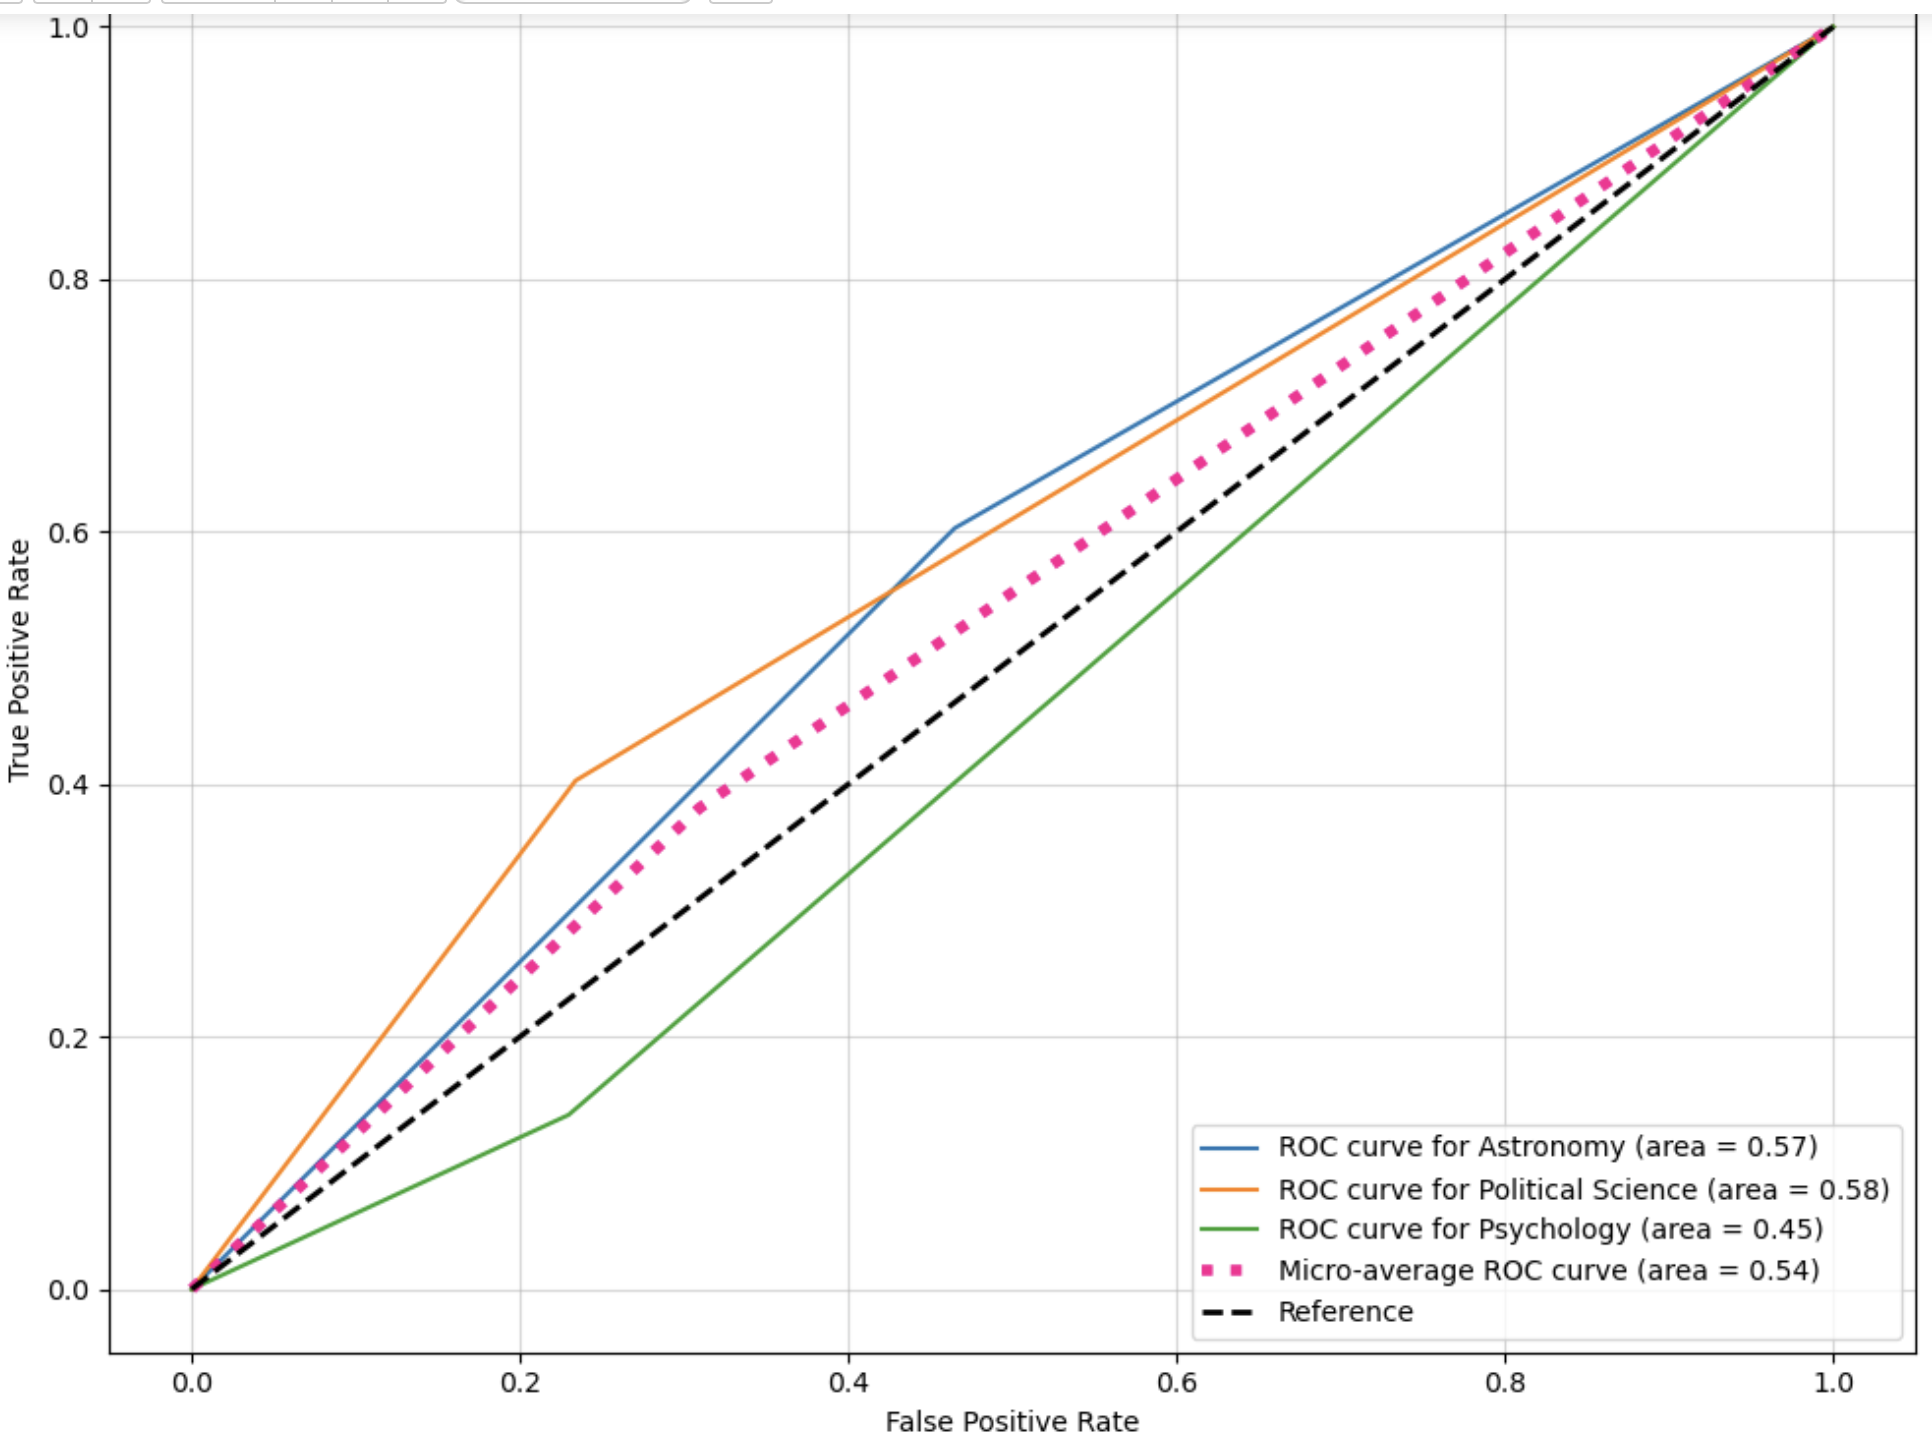 1.0
0.8
0.6
0.4
0.2
0.0
True Positive Rate
0.0 0.2 0.4 0.6 0.8 1.0
False Positive Rate
ROC curve for Astronomy (area = 0.57)
ROC curve for Political Science (area = 0.58)
ROC curve for Psychology (area = 0.45)
Micro-average ROC curve (area = 0.54)
Reference